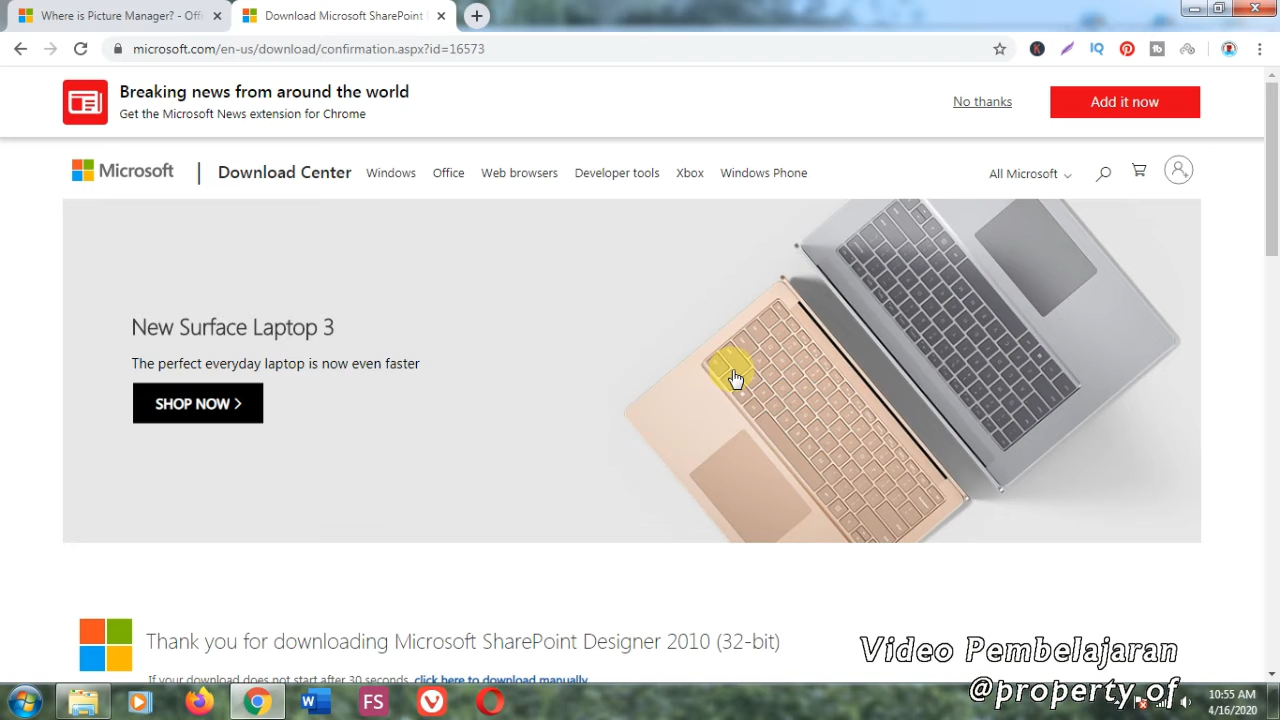 Where is Picture Manager? - Offi
Download Microsoft SharePoint
microsoft.com/en-us/download/confirmation.aspx?id=16573
Breaking news from around the world
Get the Microsoft News extension for Chrome
No thanks
Add it now
Microsoft
Download Center
Windows
Office
Web browsers
Developer tools
Xbox
Windows Phone
All Microsoft
New Surface Laptop 3
The perfect everyday laptop is now even faster
SHOP NOW >
Thank you for downloading Microsoft SharePoint Designer 2010 (32-bit)
If your download does not start after 30 seconds, click here to download manually
Video Pembelajaran
@property.of
FS
10:55 AM
4/16/2020